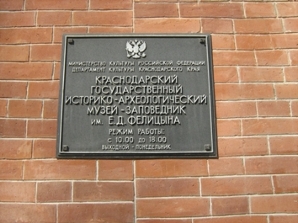 МИНИСТЕРСТВО КУЛЬТУРЫ РОССИЙСКОЙ ФЕДЕРАЦИИ
ДЕПАРТАМЕНТ КУЛЬТУРЫ КРАСНОДАРСКОГО КРАЯ
КРАСНОДАРСКИЙ
ГОСУДАРСТВЕННЫЙ
ИСТОРИКО-АРХЕОЛОГИЧЕСКИЙ
МУЗЕЙ-ЗАПОВЕДНИК
ИМ. Е.Д. ФЕЛИЦЫНА
РЕЖИМ РАБОТЫ:
С 10.00 ДО 18.00
ВЫХОДНОЙ - ПОНЕДЕЛЬНИК